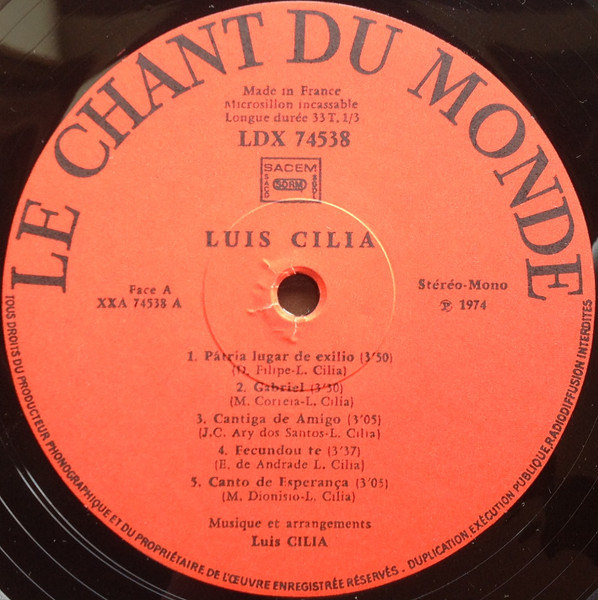 LE CHANT DU MONDE
Made in France
Microsillon incassable
Longue durée 33 T. 1/3
LDX 74538
SACEM
SACD SDRM SGDL
LUIS CILIA
Face A
XXA 74538 A
Stéréo-Mono
℗ 1974
1. Pátria lugar de exílio (3'50)
(D. Filipe-L. Cilia)
2. Gabriel (3'30)
(M. Correia-L. Cilia)
3. Cantiga de Amigo (3'05)
(J.C. Ary dos Santos-L. Cilia)
4. Fecundou te (3'37)
(E. de Andrade L. Cilia)
5. Canto de Esperança (3'05)
(M. Dionisio-L. Cilia)
Musique et arrangements
Luis CILIA
TOUS DROITS DU PRODUCTEUR PHONOGRAPHIQUE ET DU PROPRIÉTAIRE DE L'ŒUVRE ENREGISTRÉE RÉSERVÉS - DUPLICATION, EXÉCUTION PUBLIQUE, RADIODIFFUSION INTERDITES